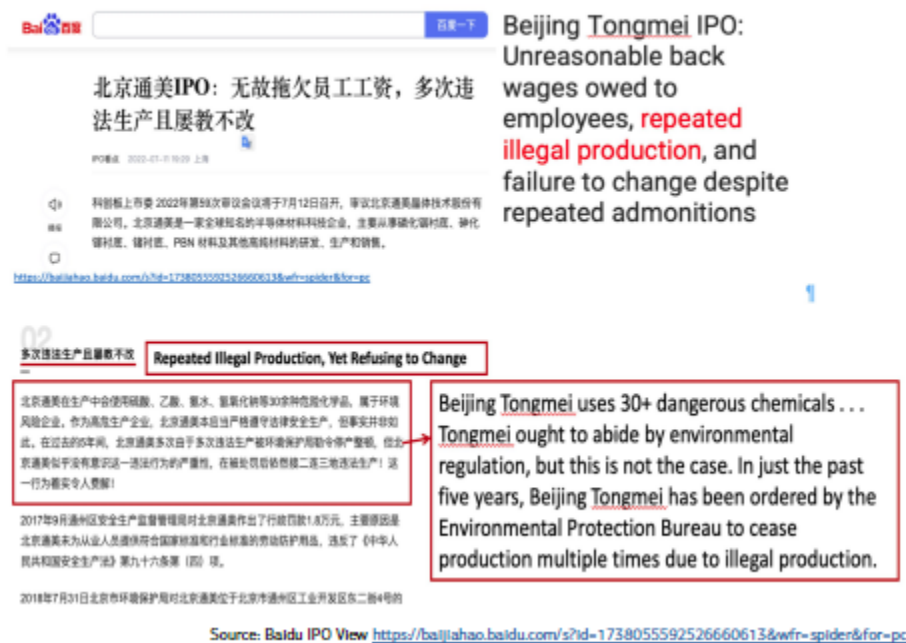 Bai百度
百度一下
Beijing Tongmei IPO:
Unreasonable back
wages owed to
employees, repeated
illegal production, and
failure to change despite
repeated admonitions
北京通美IPO：无故拖欠员工工资，多次违
法生产且屡教不改
IPO看点 2022-07-11 19:20 上海
科创板上市委 2022年第59次审议会议将于7月12日召开，审议北京通美晶体技术股份有
限公司。北京通美是一家全球知名的半导体材料科技企业，主要从事磷化铟衬底、砷化
镓衬底、锗衬底、PBN 材料及其他高纯材料的研发、生产和销售。
https://baijiahao.baidu.com/s?id=1738055592526660613&wfr=spider&for=pc
02
多次违法生产且屡教不改
Repeated Illegal Production, Yet Refusing to Change
北京通美在生产中会使用硫酸、乙酸、氨水、氢氧化钠等30余种危险化学品，属于环境
风险企业。作为高危生产企业，北京通美本应当严格遵守法律安全生产，但事实并非如
此。在过去的5年间，北京通美多次由于多次违法生产被环境保护局勒令停产整顿，但北
京通美似乎没有意识这一违法行为的严重性，在被处罚后依然接二连三地违法生产！这
一行为着实令人费解！
Beijing Tongmei uses 30+ dangerous chemicals . . .
Tongmei ought to abide by environmental
regulation, but this is not the case. In just the past
five years, Beijing Tongmei has been ordered by the
Environmental Protection Bureau to cease
production multiple times due to illegal production.
2017年9月通州区安全生产监督管理局对北京通美作出了行政罚款1.8万元，主要原因是
北京通美未为从业人员提供符合国家标准和行业标准的劳动防护用品，违反了《中华人
民共和国安全生产法》第九十六条第（四）项。
2018年7月31日北京市环境保护局对北京通美位于北京市通州区工业开发区东二街4号的
Source: Baidu IPO View https://baijiahao.baidu.com/s?id=1738055592526660613&wfr=spider&for=pc